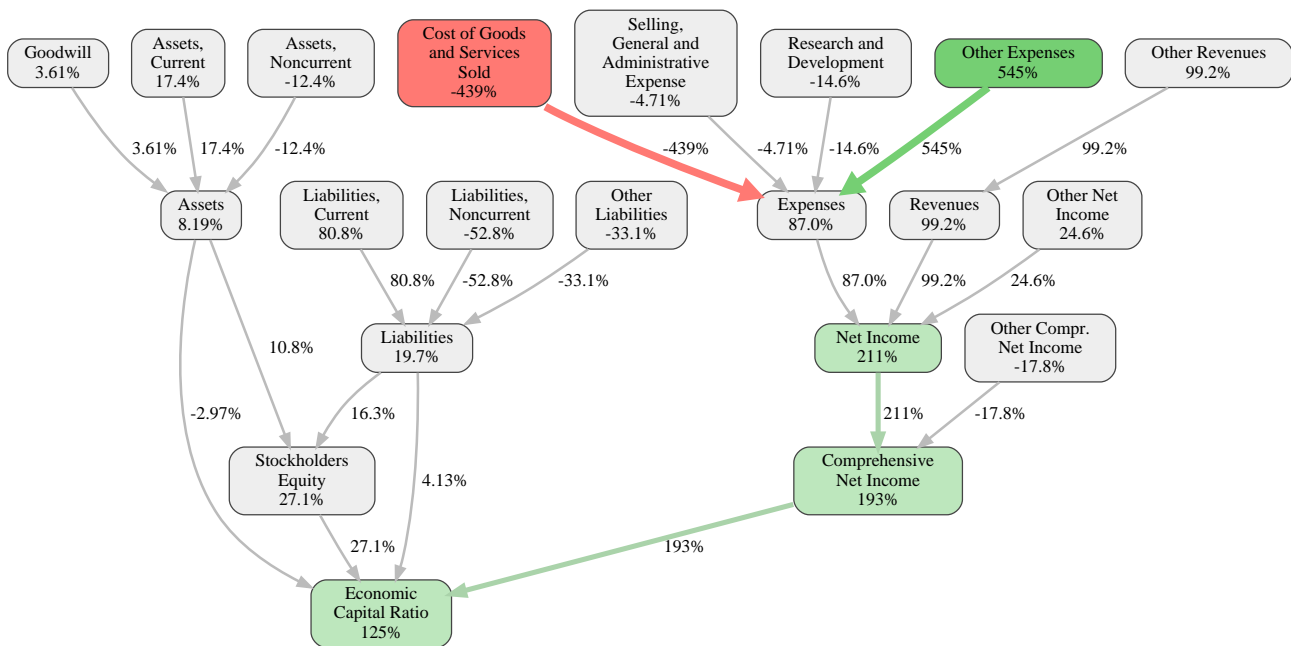 Goodwill
3.61%
Assets,
Current
17.4%
Assets,
Noncurrent
-12.4%
Cost of Goods
and Services
Sold
-439%
Selling,
General and
Administrative
Expense
-4.71%
Research and
Development
-14.6%
Other Expenses
545%
Other Revenues
99.2%
3.61%
17.4%
-12.4%
-439%
-4.71%
-14.6%
545%
99.2%
Assets
8.19%
Liabilities,
Current
80.8%
Liabilities,
Noncurrent
-52.8%
Other
Liabilities
-33.1%
Expenses
87.0%
Revenues
99.2%
Other Net
Income
24.6%
80.8%
-52.8%
-33.1%
87.0%
99.2%
24.6%
Liabilities
19.7%
Net Income
211%
Other Compr.
Net Income
-17.8%
10.8%
-2.97%
16.3%
4.13%
211%
-17.8%
Stockholders
Equity
27.1%
Comprehensive
Net Income
193%
27.1%
193%
Economic
Capital Ratio
125%